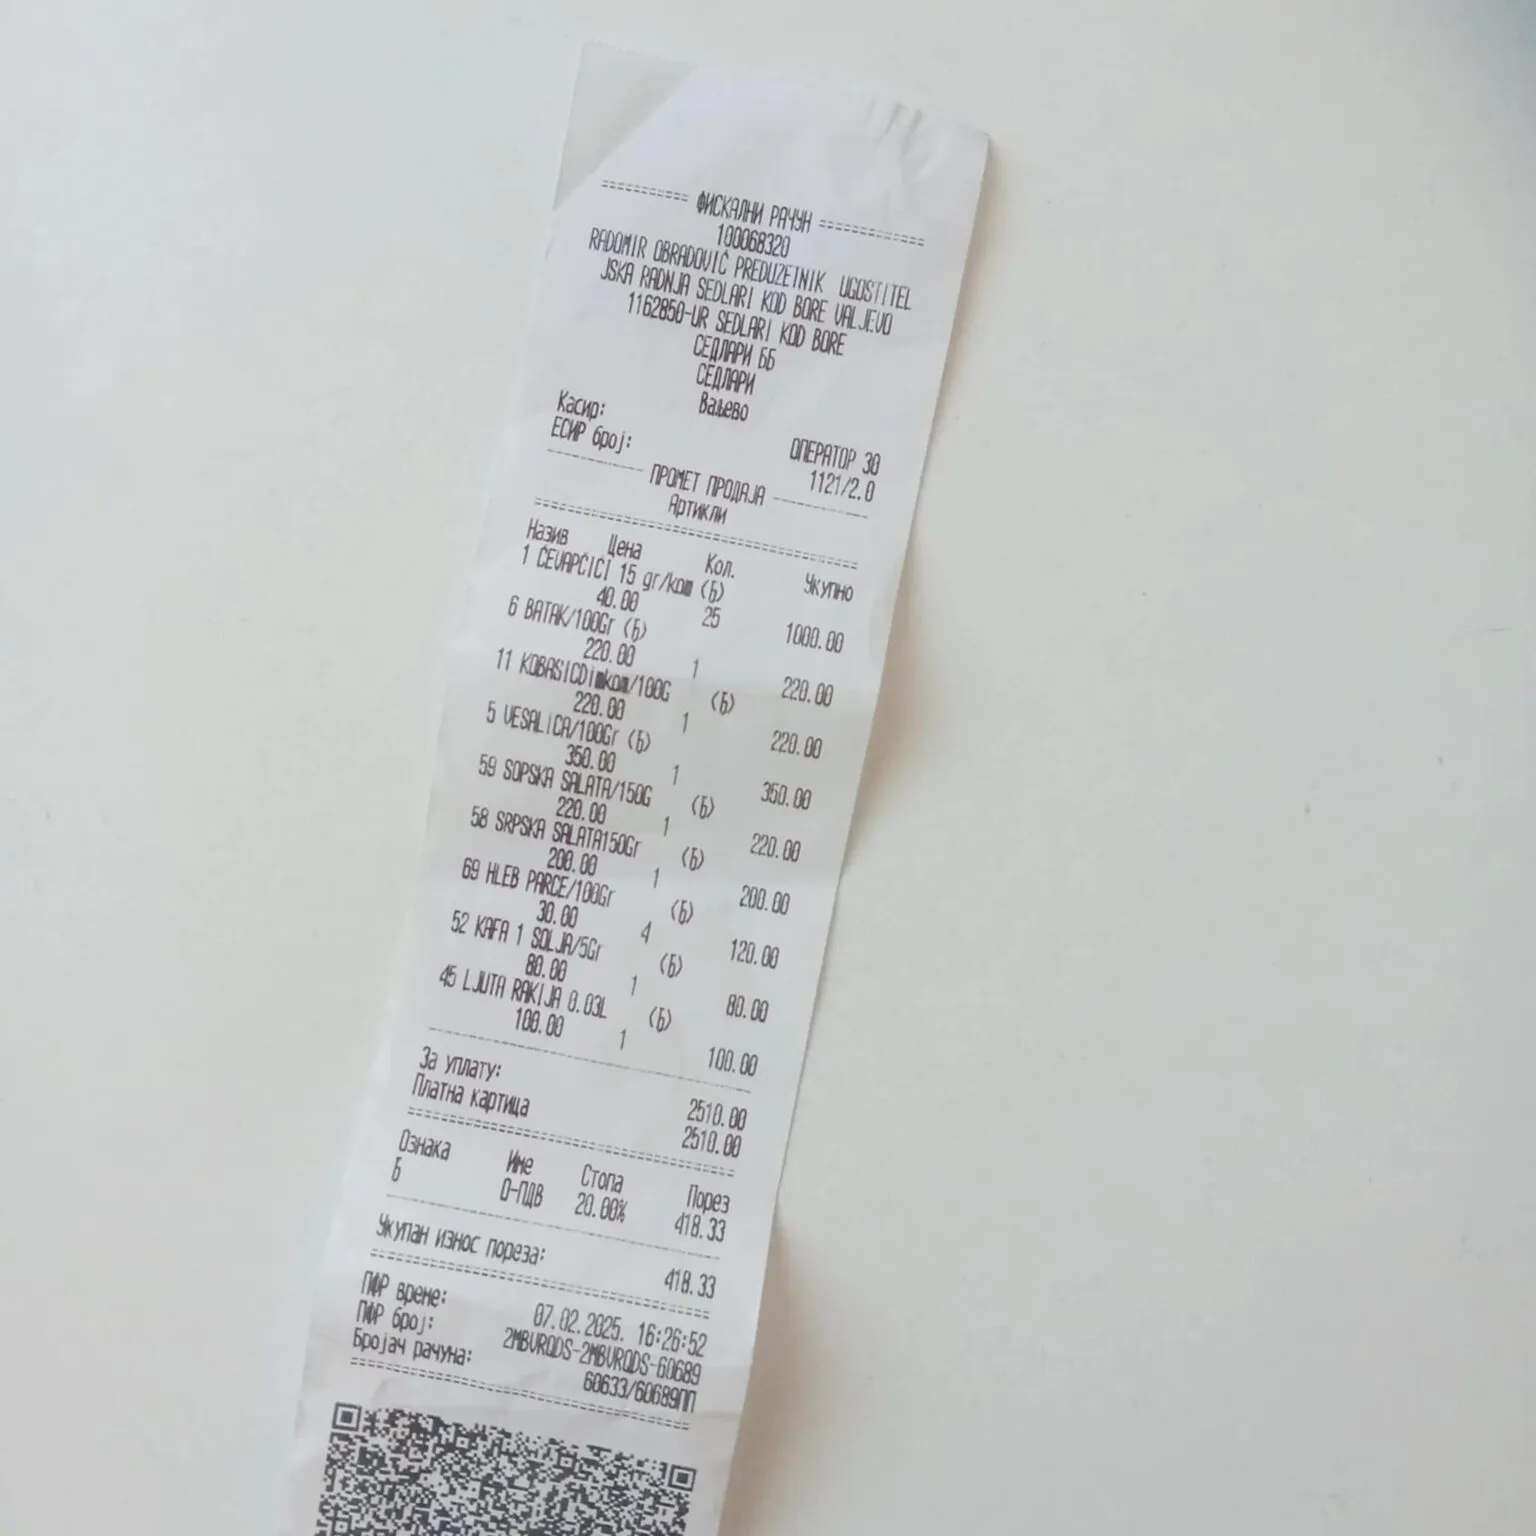 ======== ФИСКАЛНИ РАЧУН ========
100068320
RADOMIR OBRADOVIĆ PREDUZETNIK UGOSTITEL
JSKA RADNJA SEDLARI KOD BORE VALJEVO
1162850-UR SEDLARI KOD BORE
СЕДЛАРИ ББ
СЕДЛАРИ
Ваљево
Касир: ОПЕРАТОР 30
ЕСИР број: 1121/2.0
ПРОМЕТ ПРОДАЈА
Артикли
Назив Цена Кол. Укупно
1 ĆEVAPČIĆI 15 gr/kom (Ђ)
40.00 25 1000.00
6 BATAK/100Gr (Ђ)
220.00 1 220.00
11 KOBASICDimkom/100G (Ђ)
220.00 1 220.00
5 VESALICA/100Gr (Ђ)
350.00 1 350.00
59 SOPSKA SALATA/150G (Ђ)
220.00 1 220.00
58 SRPSKA SALATA150Gr (Ђ)
200.00 1 200.00
69 HLEB PARCE/100Gr (Ђ)
30.00 4 120.00
52 KAFA 1 SOLJA/5Gr (Ђ)
80.00 1 80.00
45 LJUTA RAKIJA 0.03L (Ђ)
100.00 1 100.00
За уплату: 2510.00
Платна картица 2510.00
Ознака Име Стопа Порез
Ђ О-ПДВ 20.00% 418.33
Укупан износ пореза: 418.33
ПФР време: 07.02.2025. 16:26:52
ПФР број: 2MBVRQDS-2MBVRQDS-60689
Бројач рачуна: 60633/60689ПП